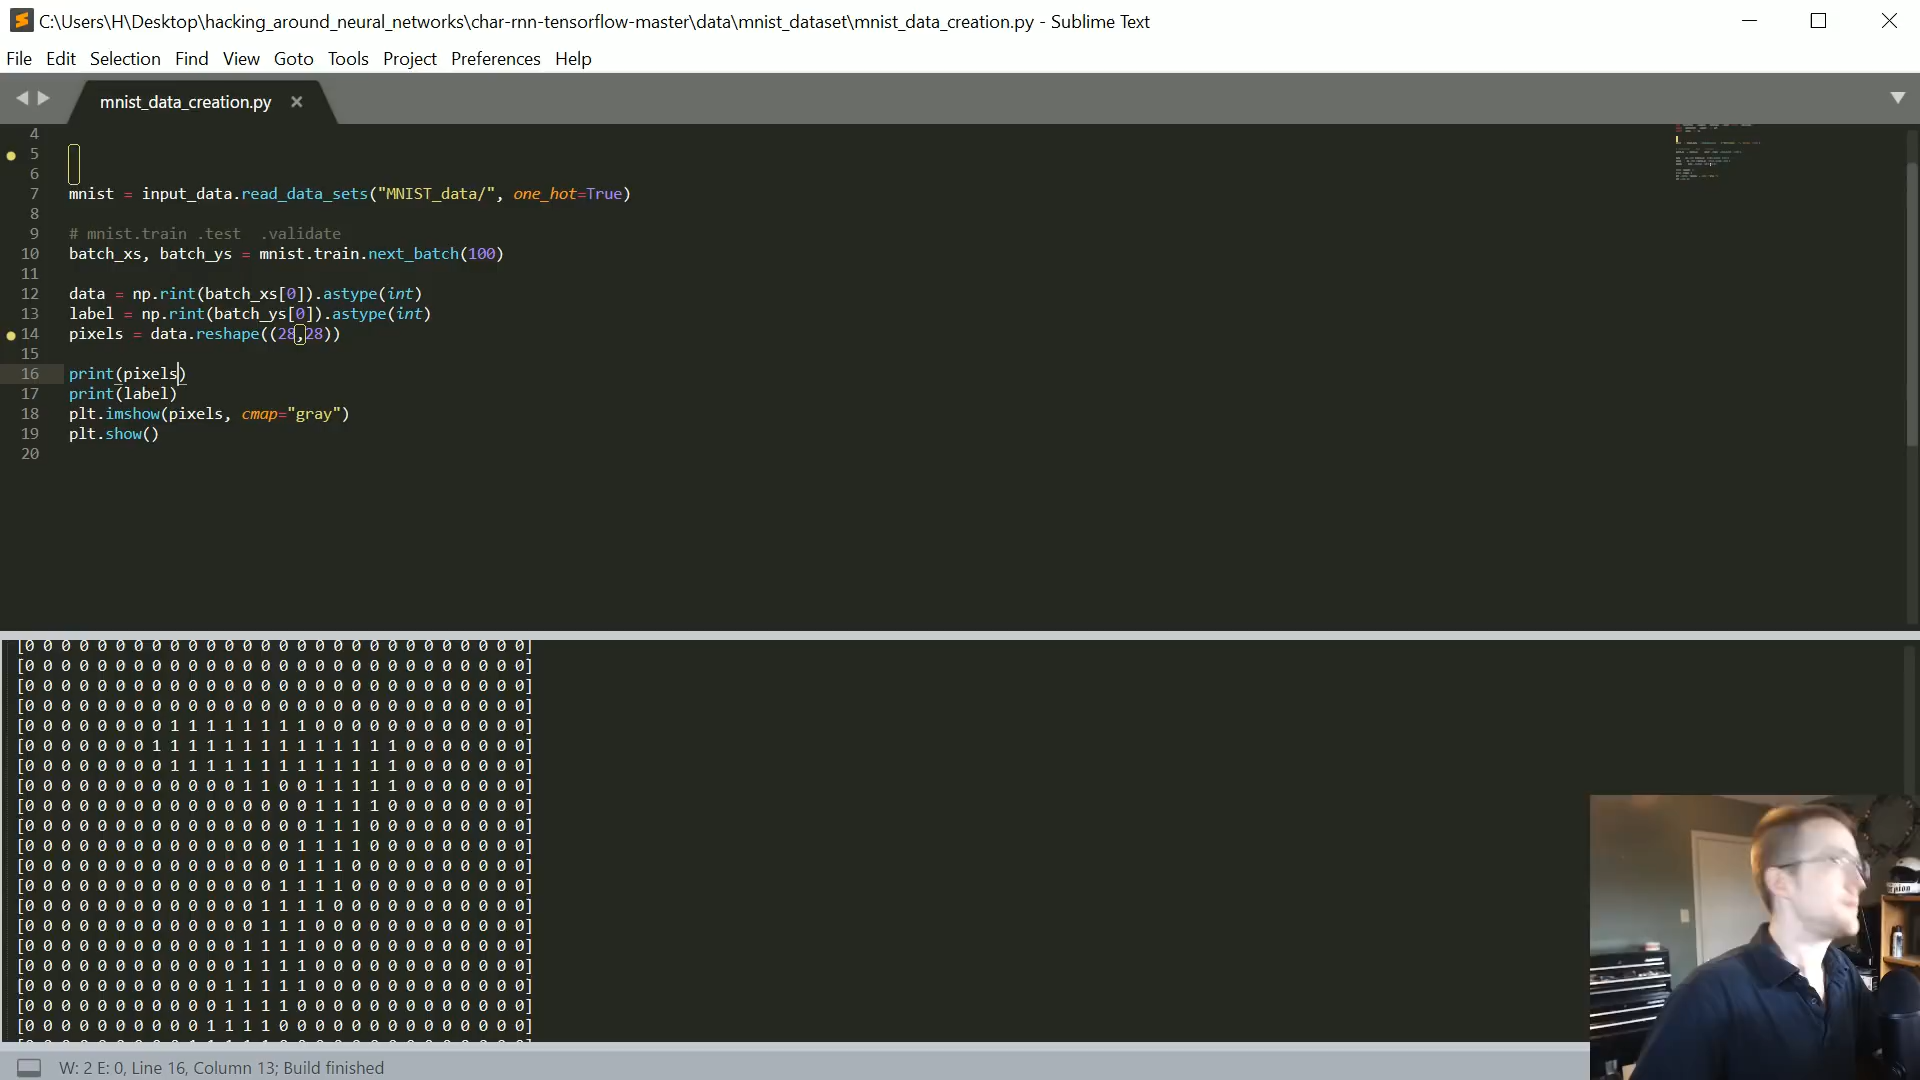 C:\Users\H\Desktop\hacking_around_neural_networks\char-rnn-tensorflow-master\data\mnist_dataset\mnist_data_creation.py - Sublime Text
File Edit Selection Find View Goto Tools Project Preferences Help
mnist_data_creation.py
4
5
6
7 mnist = input_data.read_data_sets("MNIST_data/", one_hot=True)
8
9 # mnist.train .test  .validate
10 batch_xs, batch_ys = mnist.train.next_batch(100)
11
12 data = np.rint(batch_xs[0]).astype(int)
13 label = np.rint(batch_ys[0]).astype(int)
14 pixels = data.reshape((28,28))
15
16 print(pixels)
17 print(label)
18 plt.imshow(pixels, cmap="gray")
19 plt.show()
20
[0 0 0 0 0 0 0 0 0 0 0 0 0 0 0 0 0 0 0 0 0 0 0 0 0 0 0 0]
[0 0 0 0 0 0 0 0 0 0 0 0 0 0 0 0 0 0 0 0 0 0 0 0 0 0 0 0]
[0 0 0 0 0 0 0 0 0 0 0 0 0 0 0 0 0 0 0 0 0 0 0 0 0 0 0 0]
[0 0 0 0 0 0 0 0 0 0 0 0 0 0 0 0 0 0 0 0 0 0 0 0 0 0 0 0]
[0 0 0 0 0 0 0 0 1 1 1 1 1 1 1 1 0 0 0 0 0 0 0 0 0 0 0 0]
[0 0 0 0 0 0 0 1 1 1 1 1 1 1 1 1 1 1 1 1 1 0 0 0 0 0 0 0]
[0 0 0 0 0 0 0 0 1 1 1 1 1 1 1 1 1 1 1 1 1 0 0 0 0 0 0 0]
[0 0 0 0 0 0 0 0 0 0 0 0 1 1 0 0 1 1 1 1 1 0 0 0 0 0 0 0]
[0 0 0 0 0 0 0 0 0 0 0 0 0 0 0 0 1 1 1 1 0 0 0 0 0 0 0 0]
[0 0 0 0 0 0 0 0 0 0 0 0 0 0 0 0 1 1 1 0 0 0 0 0 0 0 0 0]
[0 0 0 0 0 0 0 0 0 0 0 0 0 0 0 1 1 1 1 0 0 0 0 0 0 0 0 0]
[0 0 0 0 0 0 0 0 0 0 0 0 0 0 0 1 1 1 0 0 0 0 0 0 0 0 0 0]
[0 0 0 0 0 0 0 0 0 0 0 0 0 0 1 1 1 1 0 0 0 0 0 0 0 0 0 0]
[0 0 0 0 0 0 0 0 0 0 0 0 0 1 1 1 1 0 0 0 0 0 0 0 0 0 0 0]
[0 0 0 0 0 0 0 0 0 0 0 0 0 1 1 1 0 0 0 0 0 0 0 0 0 0 0 0]
[0 0 0 0 0 0 0 0 0 0 0 0 1 1 1 1 0 0 0 0 0 0 0 0 0 0 0 0]
[0 0 0 0 0 0 0 0 0 0 0 0 1 1 1 1 0 0 0 0 0 0 0 0 0 0 0 0]
[0 0 0 0 0 0 0 0 0 0 0 1 1 1 1 1 0 0 0 0 0 0 0 0 0 0 0 0]
[0 0 0 0 0 0 0 0 0 0 0 1 1 1 1 0 0 0 0 0 0 0 0 0 0 0 0 0]
[0 0 0 0 0 0 0 0 0 0 1 1 1 1 0 0 0 0 0 0 0 0 0 0 0 0 0 0]
W: 2 E: 0, Line 16, Column 13; Build finished